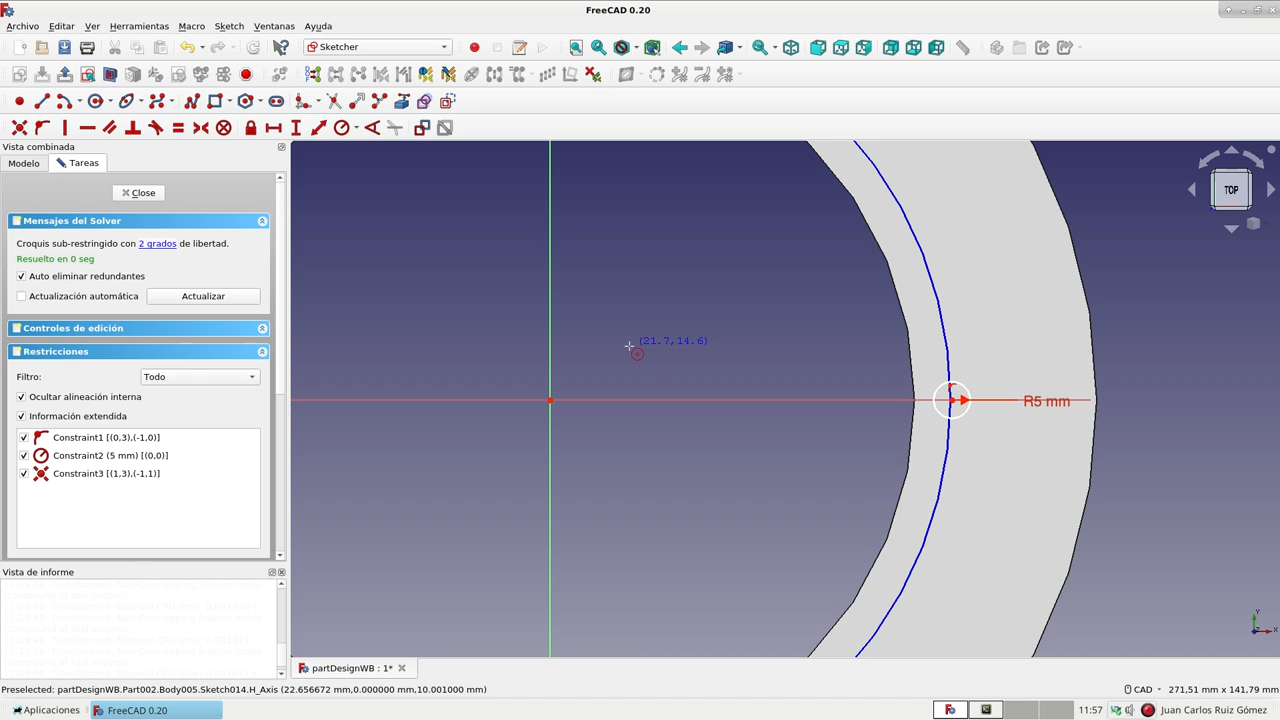 FreeCAD 0.20
Archivo Editar Ver Herramientas Macro Sketch Ventanas Ayuda
Sketcher
Vista combinada
Modelo Tareas
Close
Mensajes del Solver
Croquis sub-restringido con 2 grados de libertad.
Resuelto en 0 seg
Auto eliminar redundantes
Actualización automática Actualizar
Controles de edición
Restricciones
Filtro: Todo
Ocultar alineación interna
Información extendida
Constraint1 [(0,3),(-1,0)]
Constraint2 (5 mm) [(0,0)]
Constraint3 [(1,3),(-1,1)]
Vista de informe
(21.7,14.6)
R5 mm
TOP
Y
X
partDesignWB : 1*
Preselected: partDesignWB.Part002.Body005.Sketch014.H_Axis (22.656672 mm,0.000000 mm,10.001000 mm)
CAD
271,51 mm x 141,79 mm
Aplicaciones FreeCAD 0.20 11:57 Juan Carlos Ruiz Gómez